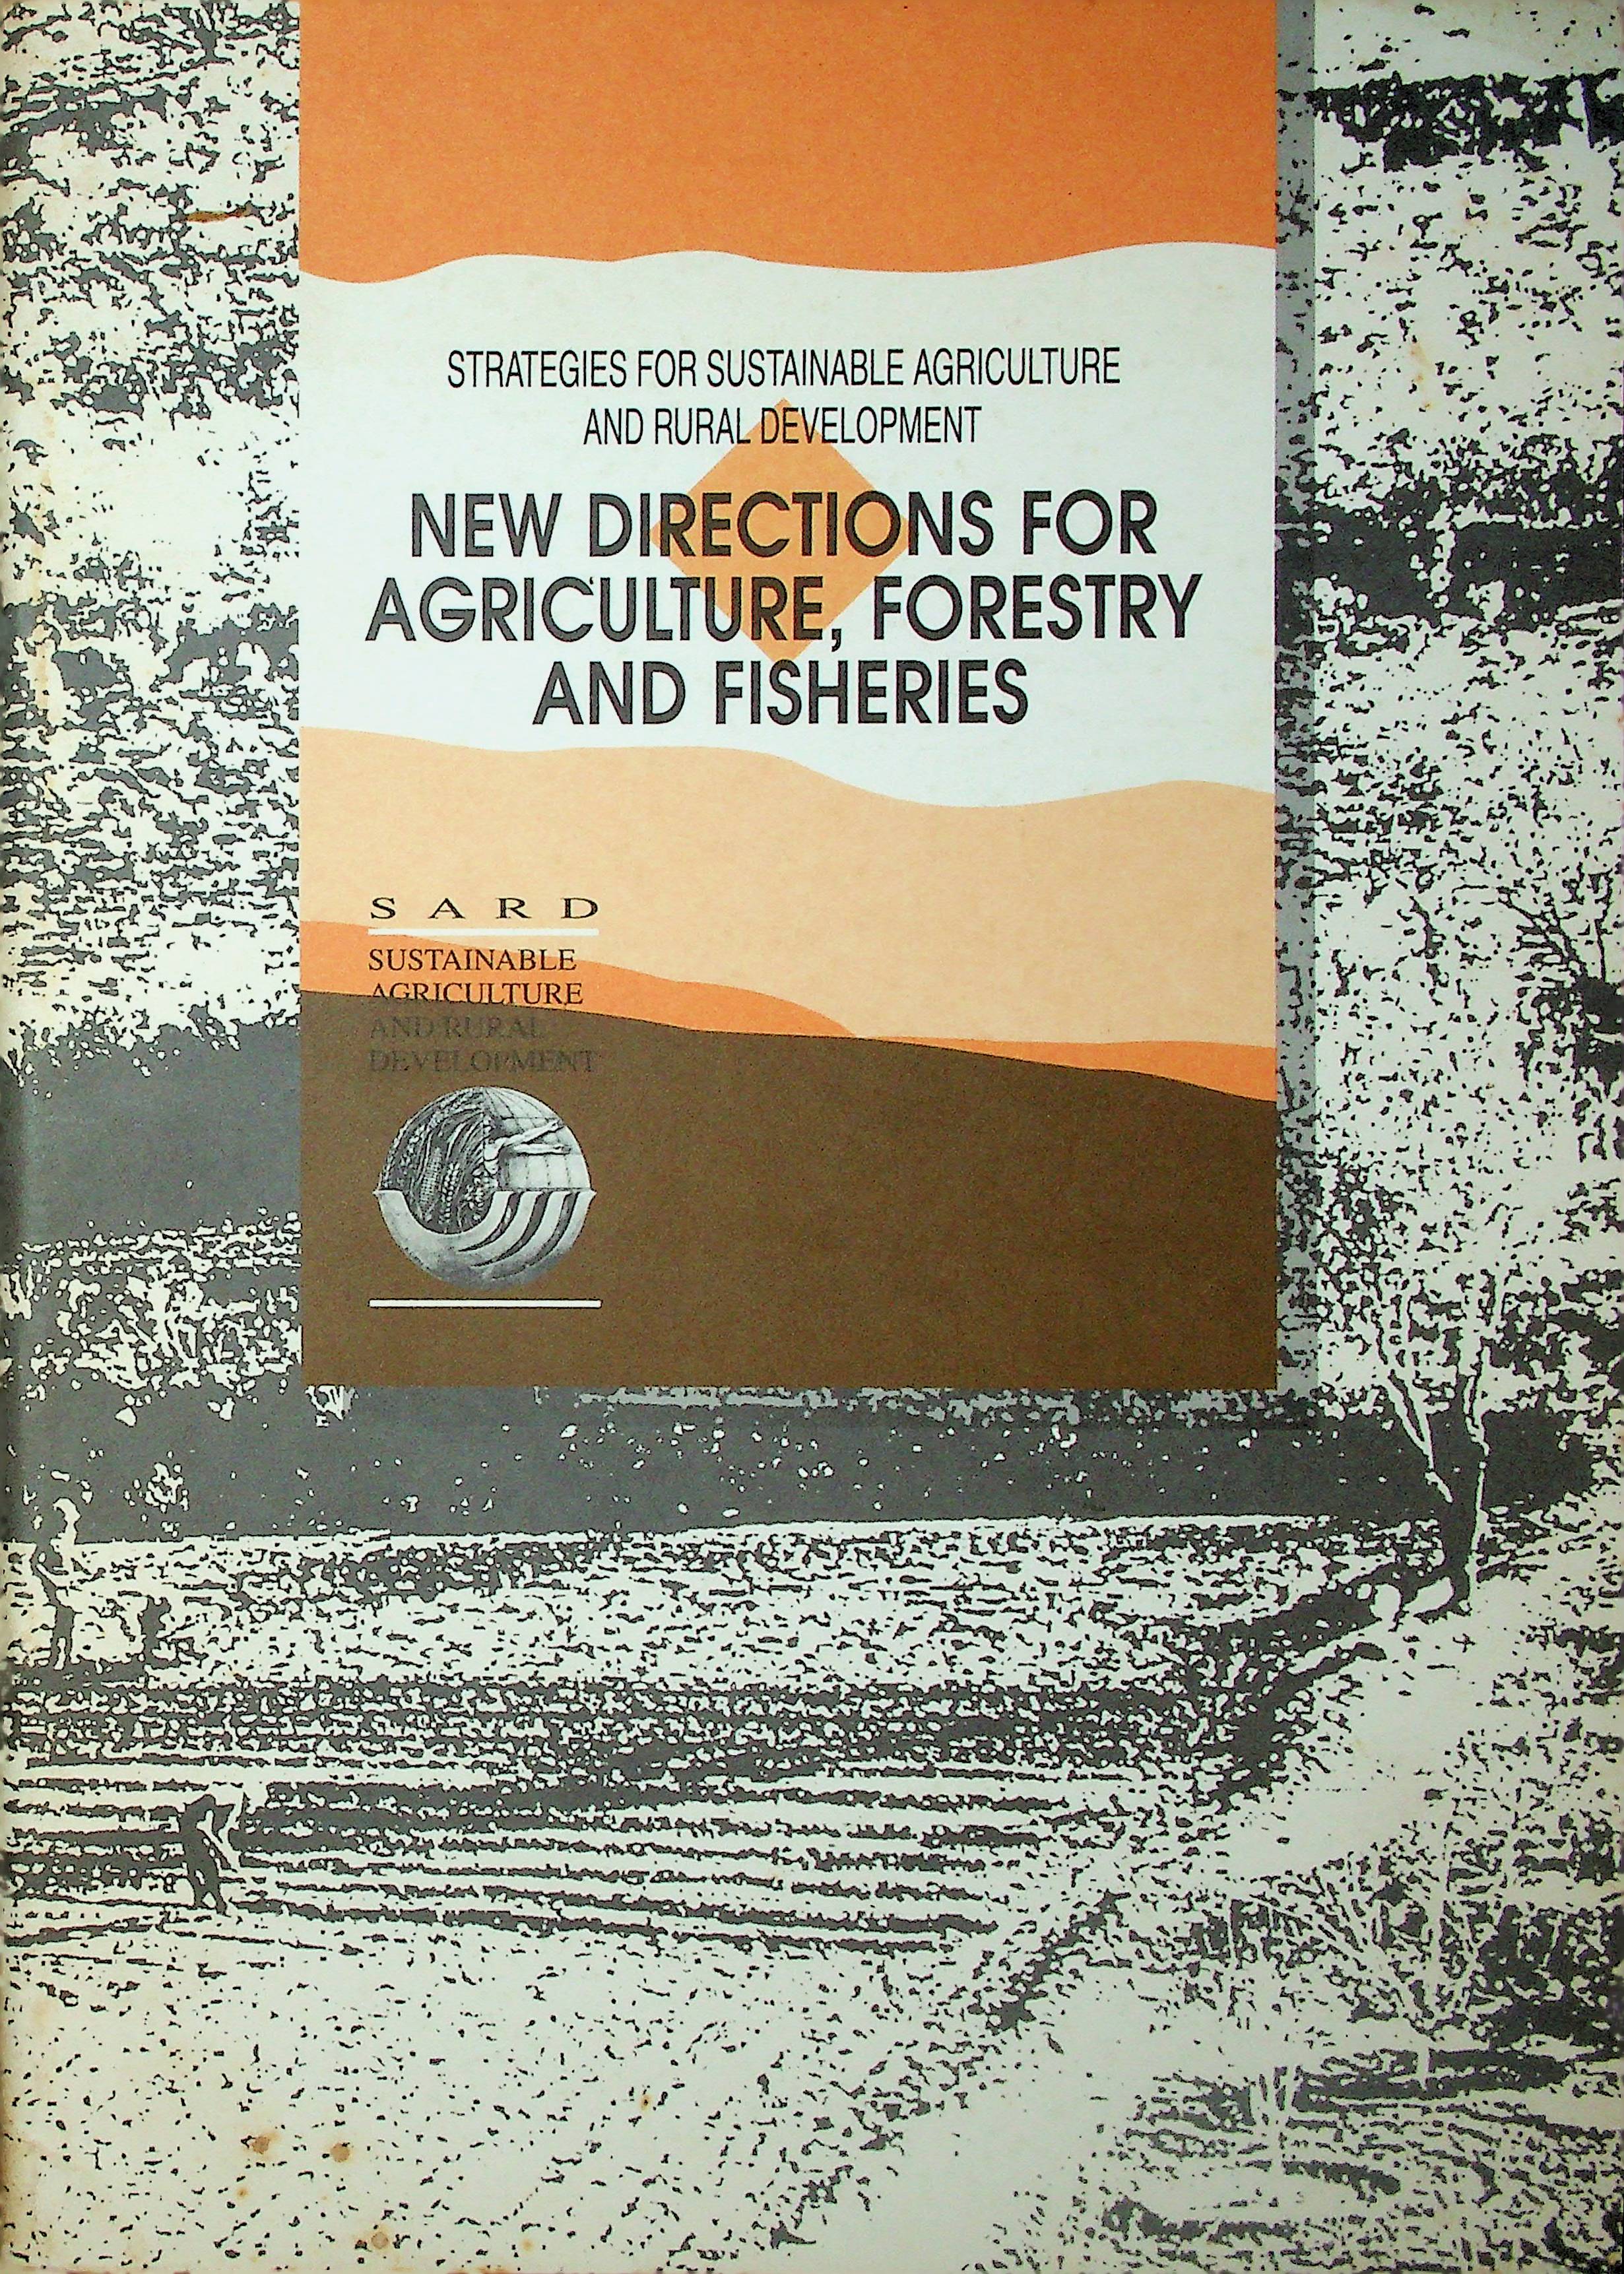 STRATEGIES FOR SUSTAINABLE AGRICULTURE
AND RURAL DEVELOPMENT
NEW DIRECTIONS FOR
AGRICULTURE, FORESTRY
AND FISHERIES
SARD
SUSTAINABLE
AGRICULTURE
AND RURAL
DEVELOPMENT